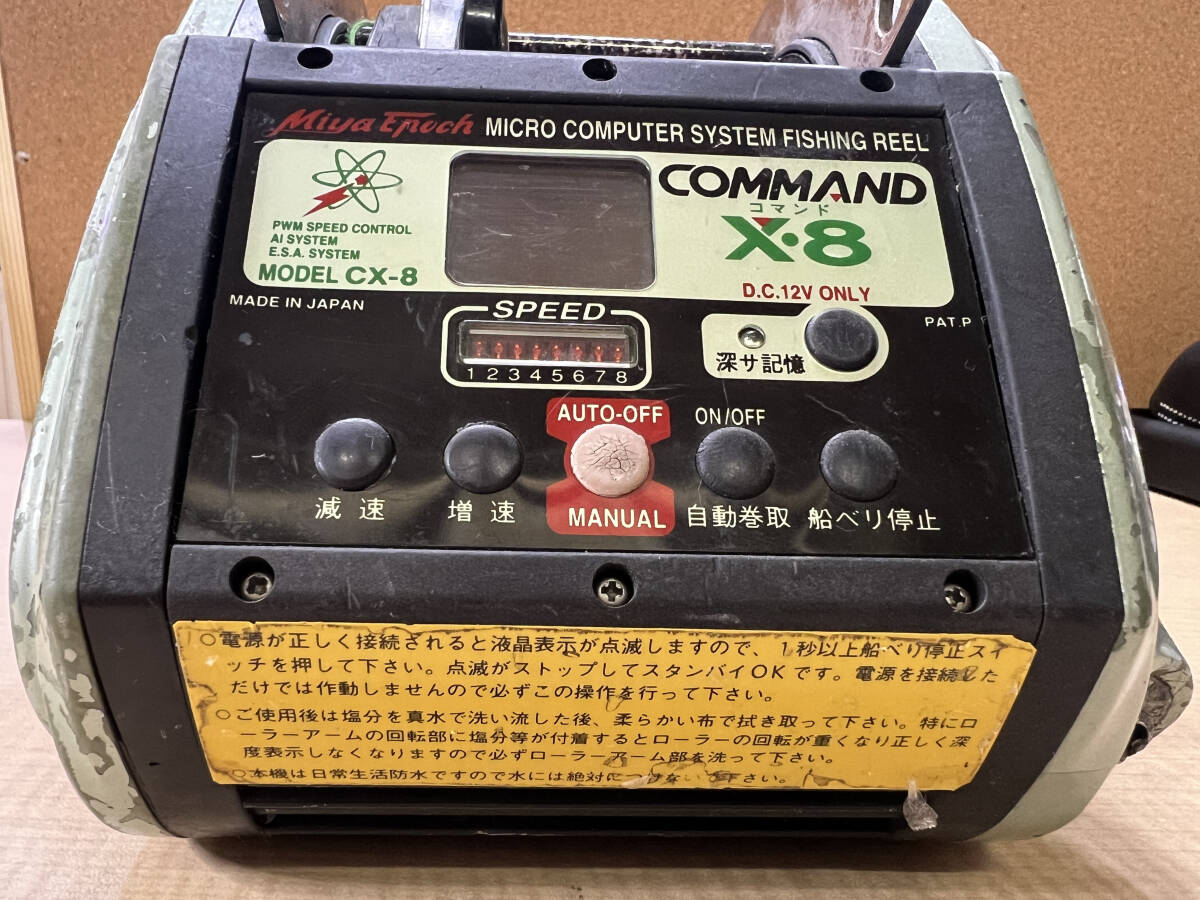 Miya Epoch MICRO COMPUTER SYSTEM FISHING REEL
COMMAND
コマンド
X・8
PWM SPEED CONTROL
AI SYSTEM
E.S.A. SYSTEM
MODEL CX-8
D.C.12V ONLY
MADE IN JAPAN
SPEED
PAT.P
1 2 3 4 5 6 7 8
深サ記憶
AUTO-OFF
ON/OFF
減速
増速
MANUAL
自動巻取
船べリ停止
○電源が正しく接続されると液晶表示が点滅しますので、1秒以上船べり停止スイ
ッチを押して下さい。点滅がストップしてスタンバイOKです。電源を接続した
だけでは作動しませんので必ずこの操作を行って下さい。
○ご使用後は塩分を真水で洗い流した後、柔らかい布で拭き取って下さい。特にロ
ーラーアームの回転部に塩分等が付着するとローラーの回転が重くなり正しく深
度表示しなくなりますので必ずローラーアーム部を洗って下さい。
○本機は日常生活防水ですので水には絶対につけないで下さい。